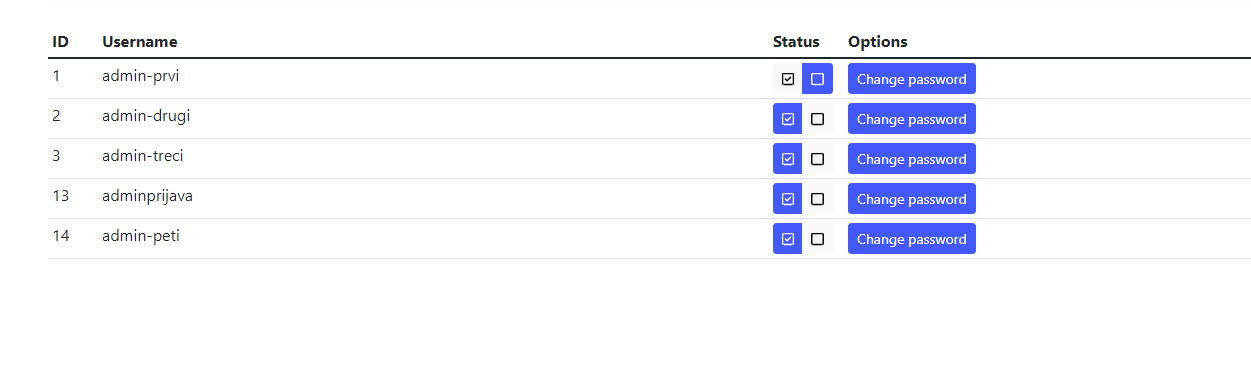 ID Username Status Options
1 admin-prvi Change password
2 admin-drugi Change password
3 admin-treci Change password
13 adminprijava Change password
14 admin-peti Change password